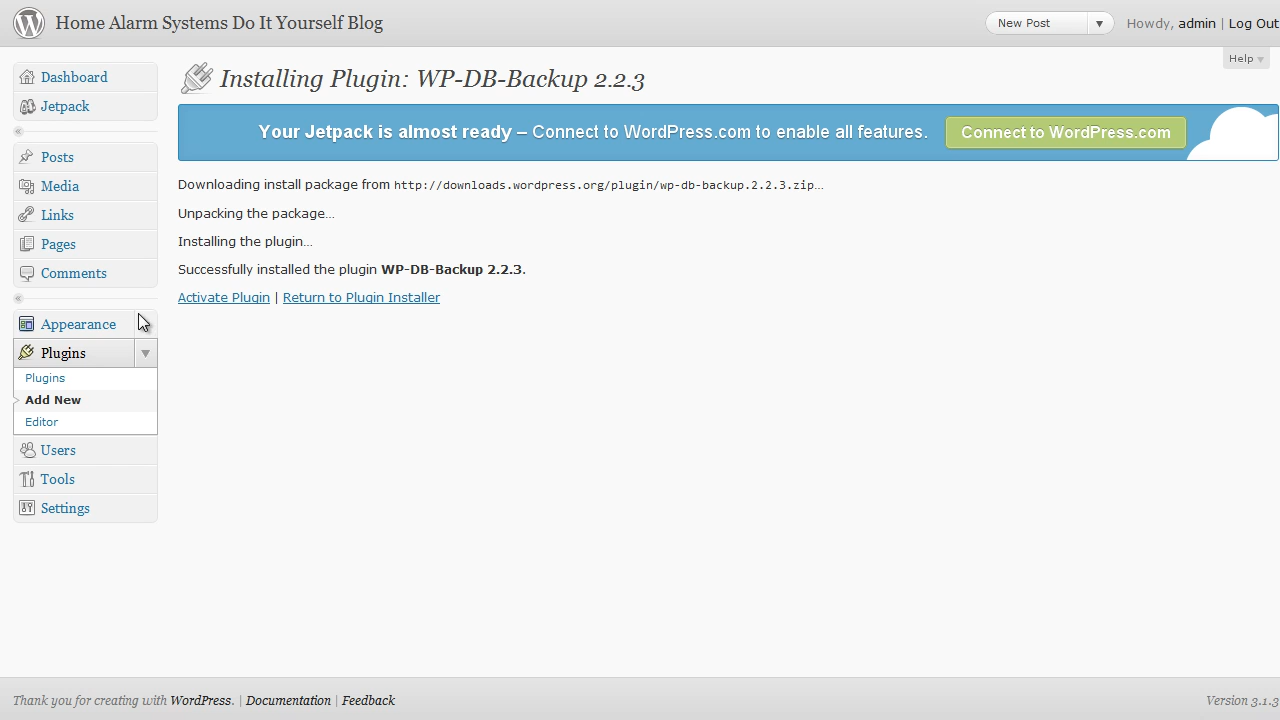 Home Alarm Systems Do It Yourself Blog
New Post
Howdy, admin | Log Out
Help
Dashboard
Jetpack
Posts
Media
Links
Pages
Comments
Appearance
Plugins
Plugins
Add New
Editor
Users
Tools
Settings
Installing Plugin: WP-DB-Backup 2.2.3
Your Jetpack is almost ready – Connect to WordPress.com to enable all features.
Connect to WordPress.com
Downloading install package from http://downloads.wordpress.org/plugin/wp-db-backup.2.2.3.zip…
Unpacking the package…
Installing the plugin…
Successfully installed the plugin WP-DB-Backup 2.2.3.
Activate Plugin | Return to Plugin Installer
Thank you for creating with WordPress. | Documentation | Feedback
Version 3.1.3